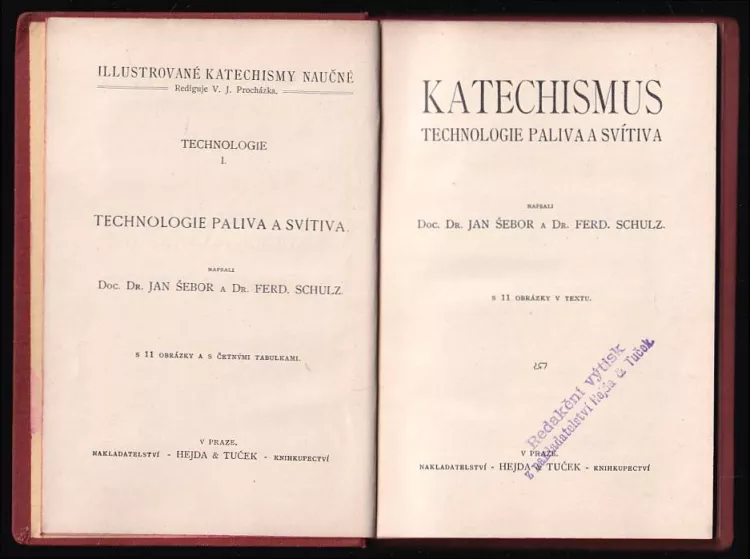 ILLUSTROVANÉ KATECHISMY NAUČNÉ
Rediguje V. J. Procházka.
TECHNOLOGIE
I.
TECHNOLOGIE PALIVA A SVÍTIVA.
NAPSALI
Doc. Dr. JAN ŠEBOR a Dr. FERD. SCHULZ.
S 11 OBRÁZKY A S ČETNÝMI TABULKAMI.
V PRAZE,
NAKLADATELSTVÍ - HEJDA & TUČEK - KNIHKUPECTVÍ
KATECHISMUS
TECHNOLOGIE PALIVA A SVÍTIVA
NAPSALI
Doc. Dr. JAN ŠEBOR a Dr. FERD. SCHULZ.
S 11 OBRÁZKY V TEXTU.
Redakční výtisk
z nakladatelství Hejda & Tuček.
V PRAZE,
NAKLADATELSTVÍ - HEJDA & TUČEK - KNIHKUPECTVÍ